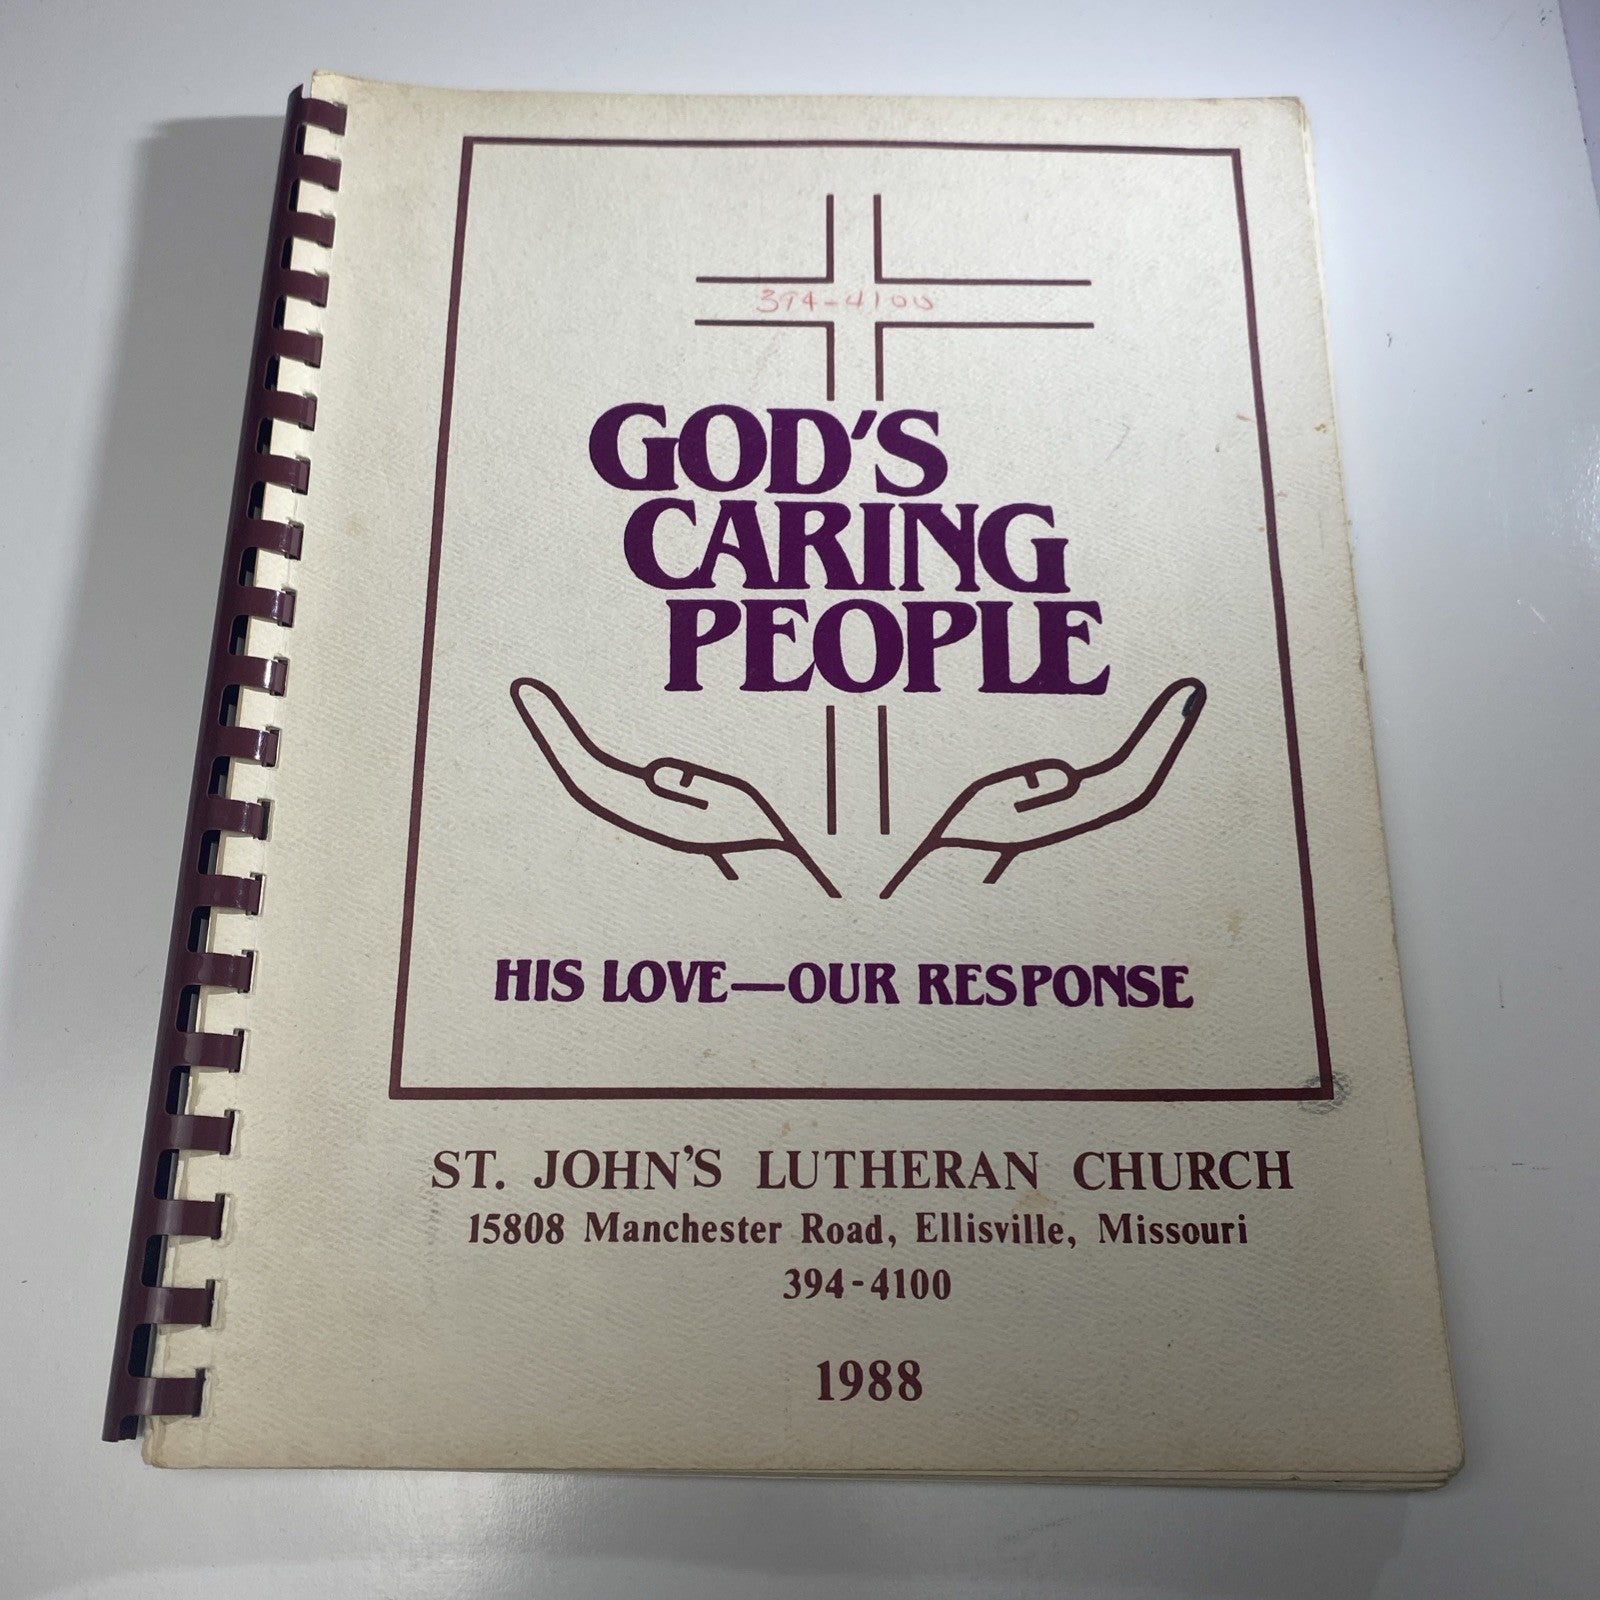 394-4100
GOD'S
CARING
PEOPLE
HIS LOVE—OUR RESPONSE
ST. JOHN'S LUTHERAN CHURCH
15808 Manchester Road, Ellisville, Missouri
394-4100
1988